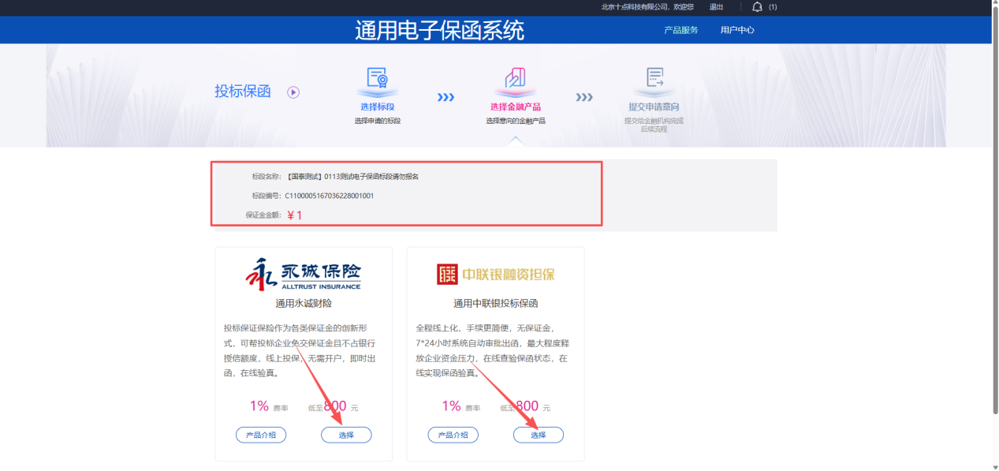 北京十点科技有限公司，欢迎您 退出 (1)
通用电子保函系统 产品服务 用户中心
投标保函
选择标段
选择申请的标段
选择金融产品
选择意向的金融产品
提交申请意向
提交给金融机构完成
后续流程
标段名称： 【国泰测试】0113测试电子保函标段请勿报名
标段编号： C1100005167036228001001
保证金金额： ￥1
永诚保险
ALLTRUST INSURANCE
通用永诚财险
投标保证保险作为各类保证金的创新形
式，可帮投标企业免交保证金且不占银行
授信额度，线上投保，无需开户，即时出
函，在线验真。
1% 费率 低至800 元
产品介绍 选择
中联银融资担保
通用中联银投标保函
全程线上化，手续更简便，无保证金，
7*24小时系统自动审批出函，最大程度释
放企业资金压力，在线查验保函状态，在
线实现保函验真。
1% 费率 低至800 元
产品介绍 选择